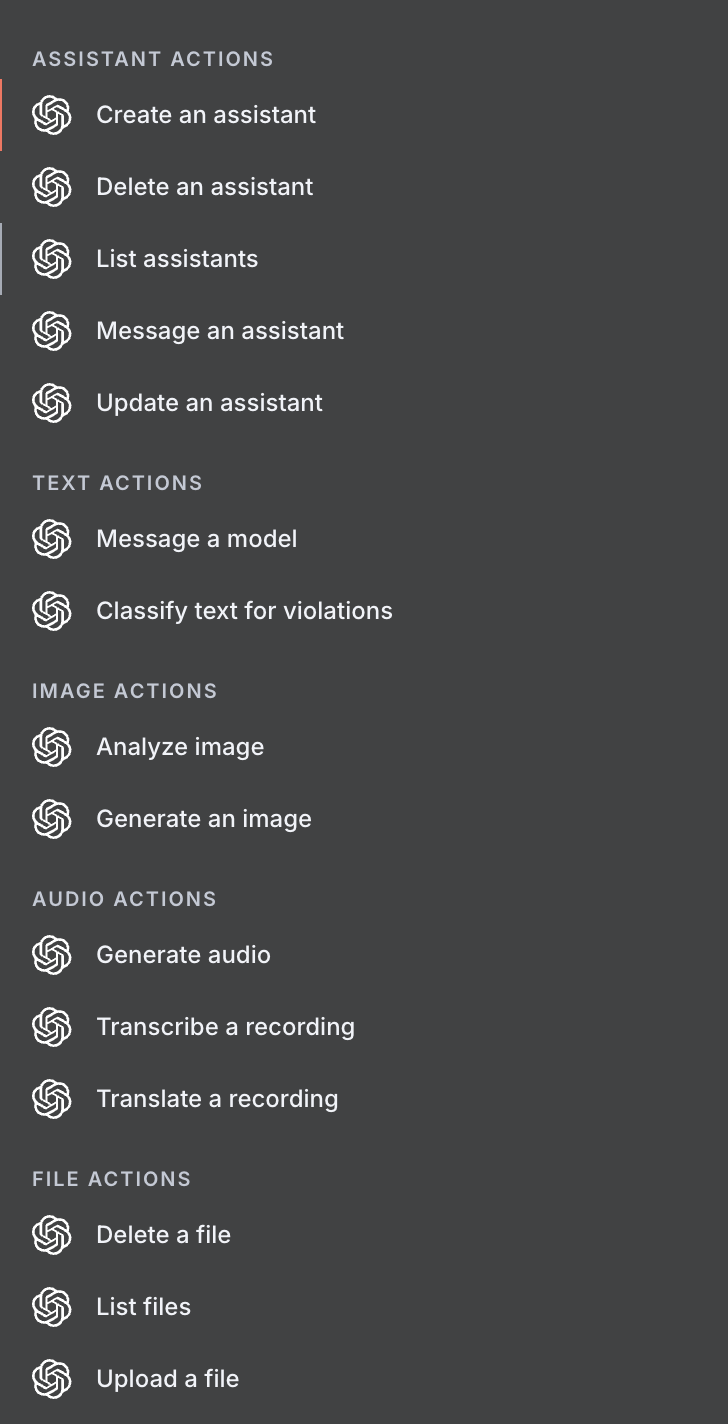 ASSISTANT ACTIONS
Create an assistant
Delete an assistant
List assistants
Message an assistant
Update an assistant
TEXT ACTIONS
Message a model
Classify text for violations
IMAGE ACTIONS
Analyze image
Generate an image
AUDIO ACTIONS
Generate audio
Transcribe a recording
Translate a recording
FILE ACTIONS
Delete a file
List files
Upload a file